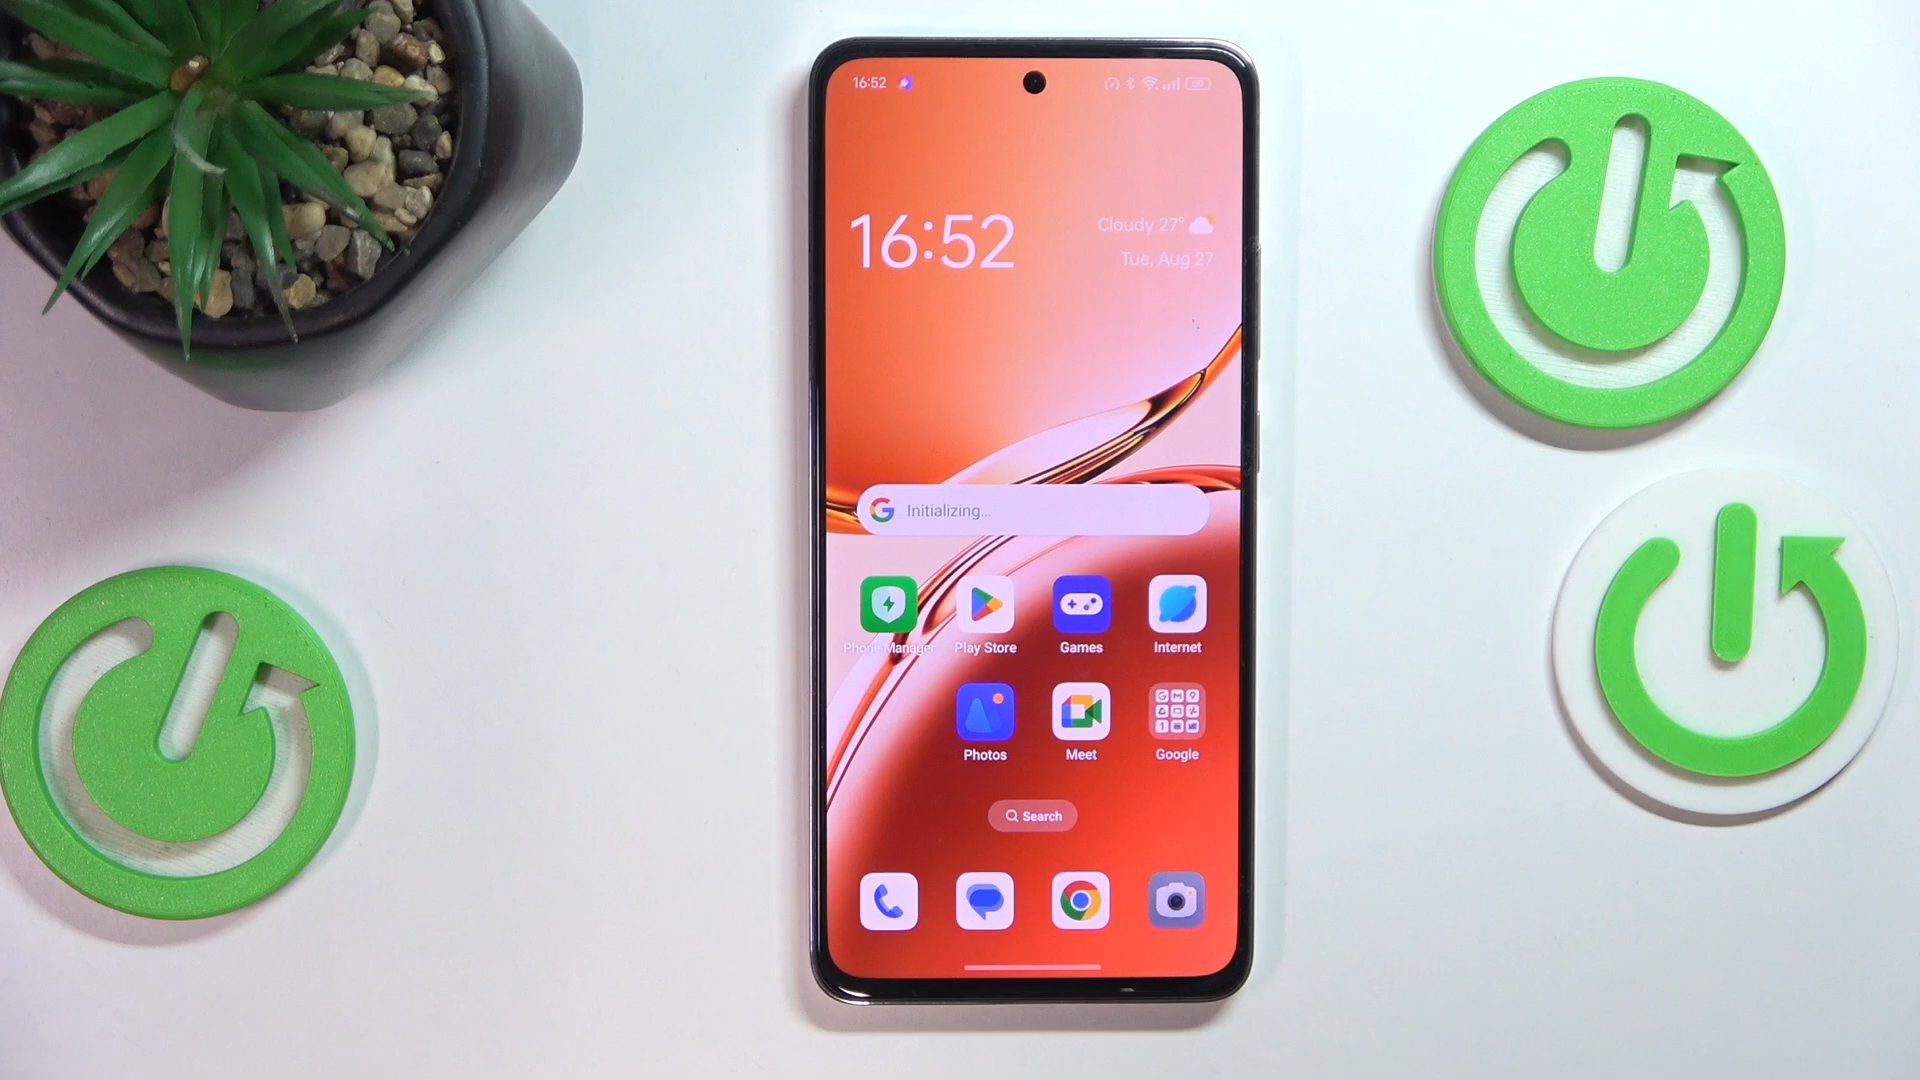 16:52
16:52
Cloudy 27°
Tue, Aug 27
Initializing...
Phone Manager
Play Store
Games
Internet
Photos
Meet
Google
Search